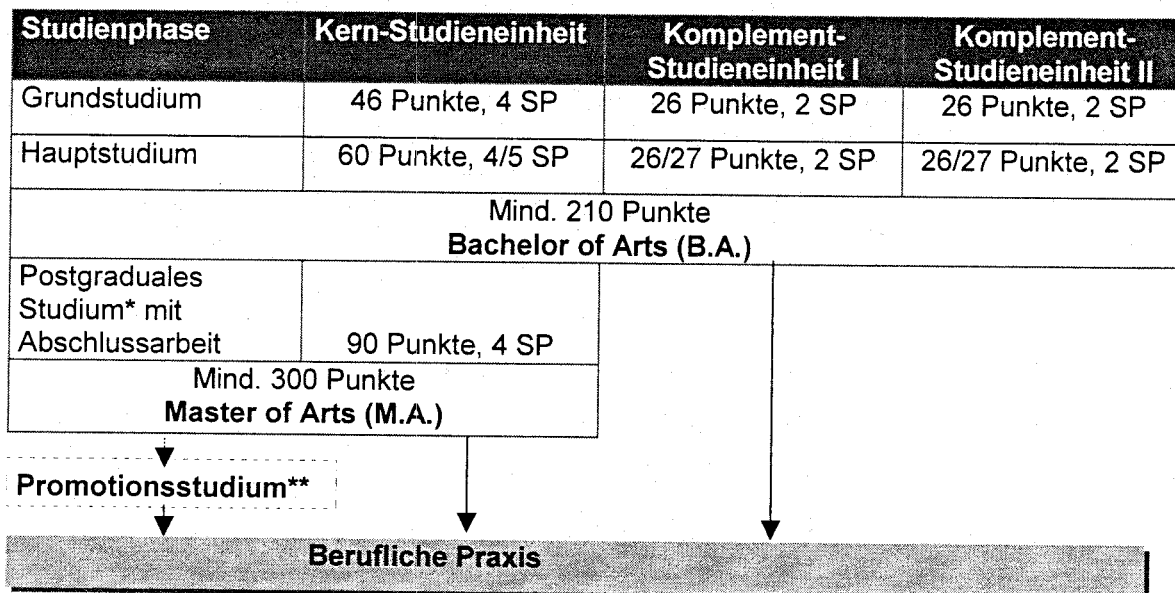 Studienphase Kern-Studieneinheit Komplement-Studieneinheit I Komplement-Studieneinheit II
Grundstudium 46 Punkte, 4 SP 26 Punkte, 2 SP 26 Punkte, 2 SP
Hauptstudium 60 Punkte, 4/5 SP 26/27 Punkte, 2 SP 26/27 Punkte, 2 SP
Mind. 210 Punkte
Bachelor of Arts (B.A.)
Postgraduales
Studium* mit
Abschlussarbeit 90 Punkte, 4 SP
Mind. 300 Punkte
Master of Arts (M.A.)
Promotionsstudium**
Berufliche Praxis